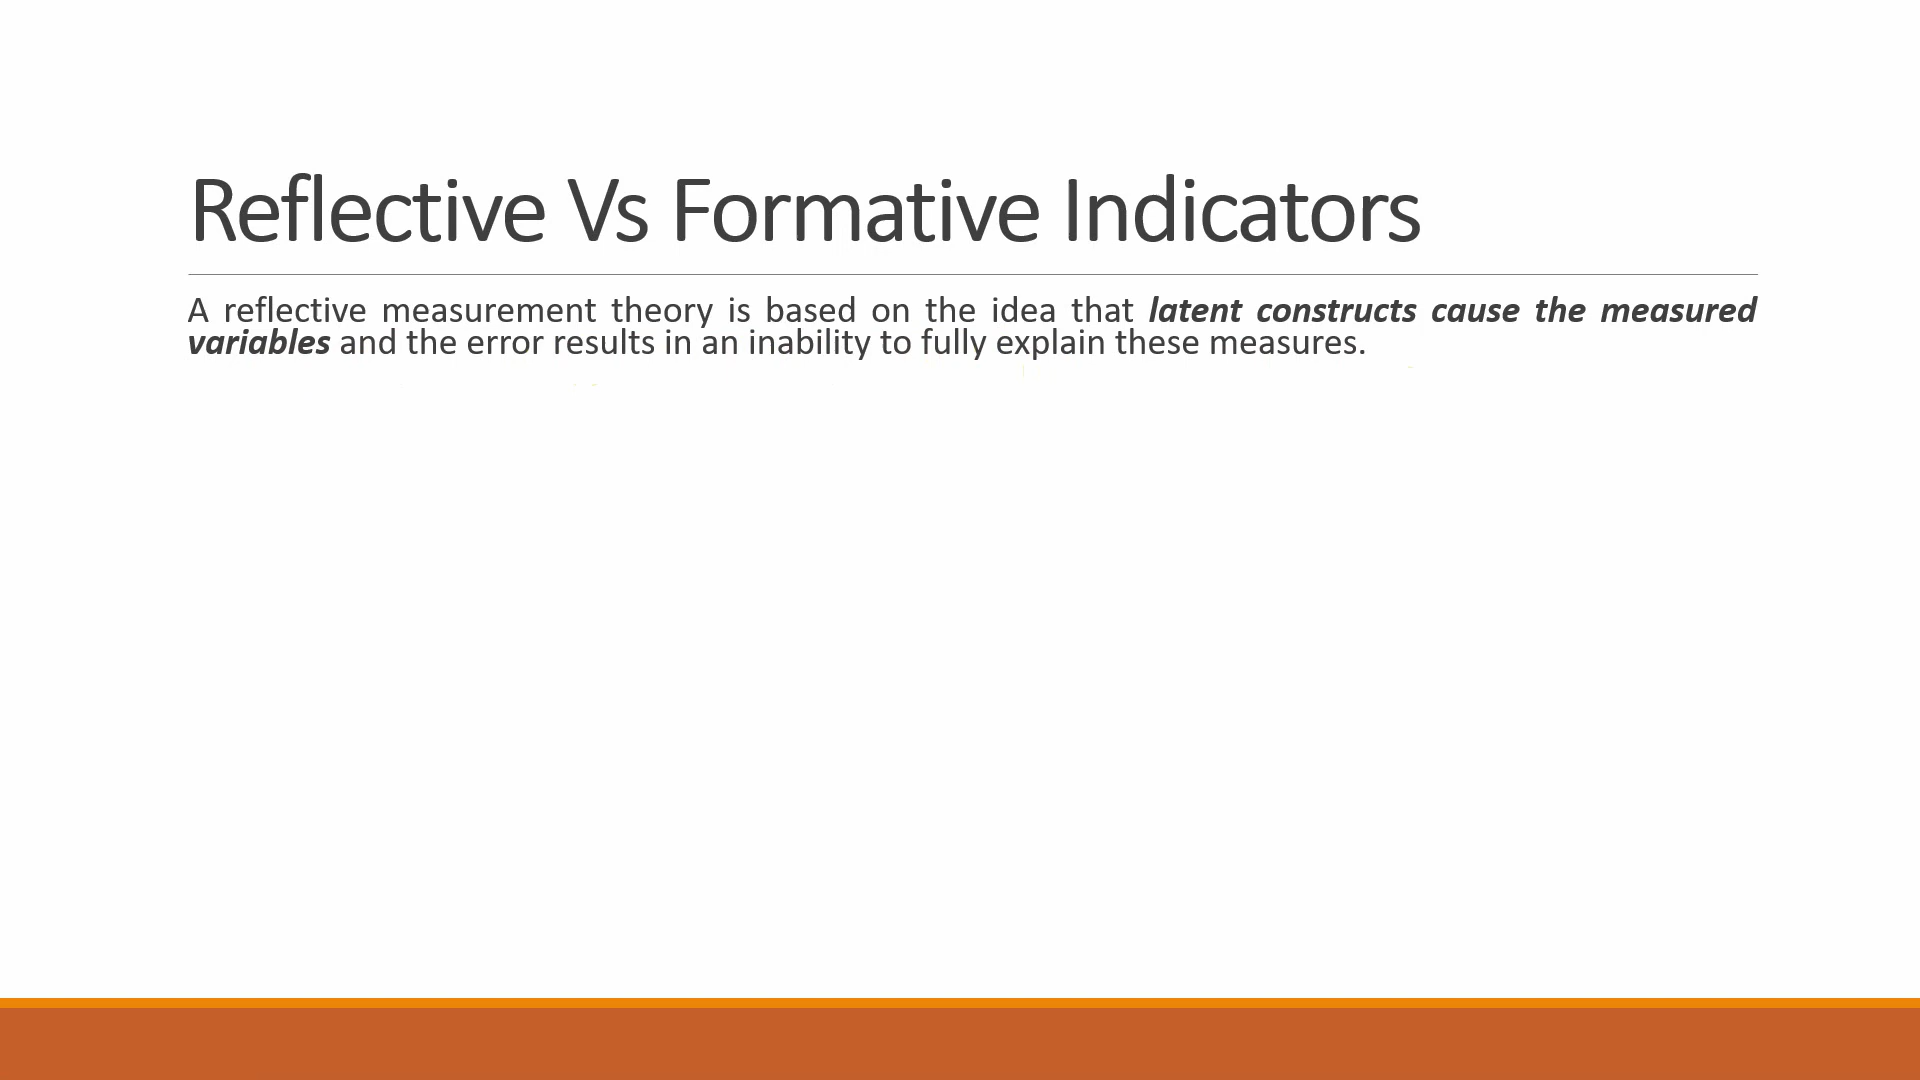 Reflective Vs Formative Indicators
A reflective measurement theory is based on the idea that latent constructs cause the measured
variables and the error results in an inability to fully explain these measures.